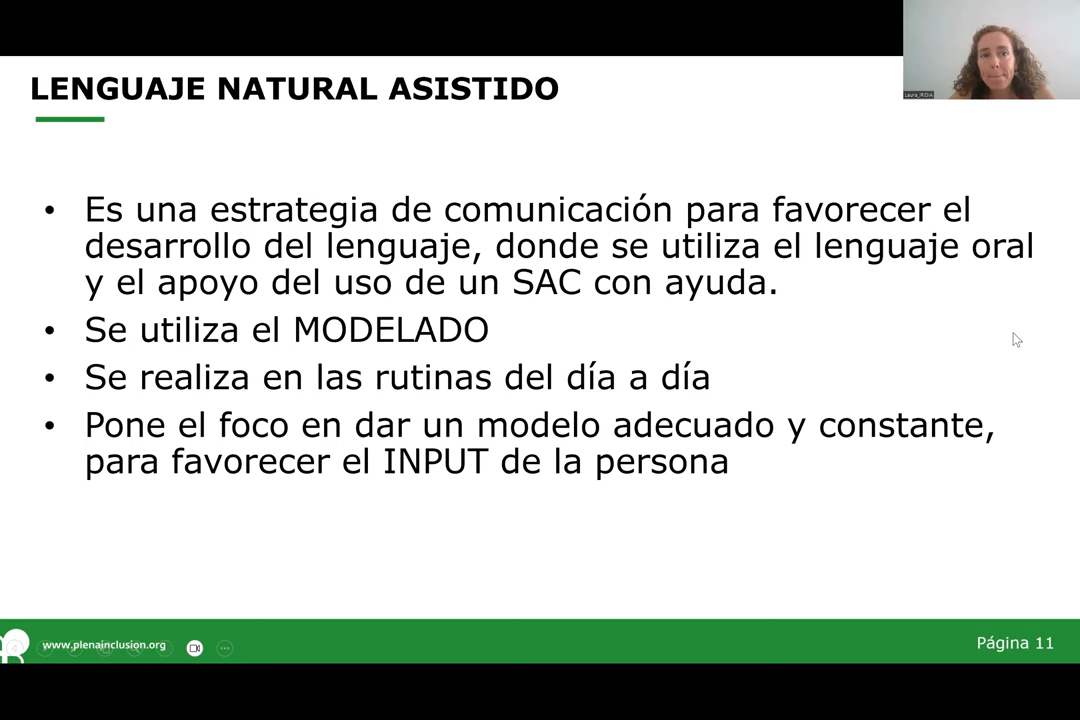 LENGUAJE NATURAL ASISTIDO
• Es una estrategia de comunicación para favorecer el
desarrollo del lenguaje, donde se utiliza el lenguaje oral
y el apoyo del uso de un SAC con ayuda.
• Se utiliza el MODELADO
• Se realiza en las rutinas del día a día
• Pone el foco en dar un modelo adecuado y constante,
para favorecer el INPUT de la persona
www.plenainclusion.org
Página 11